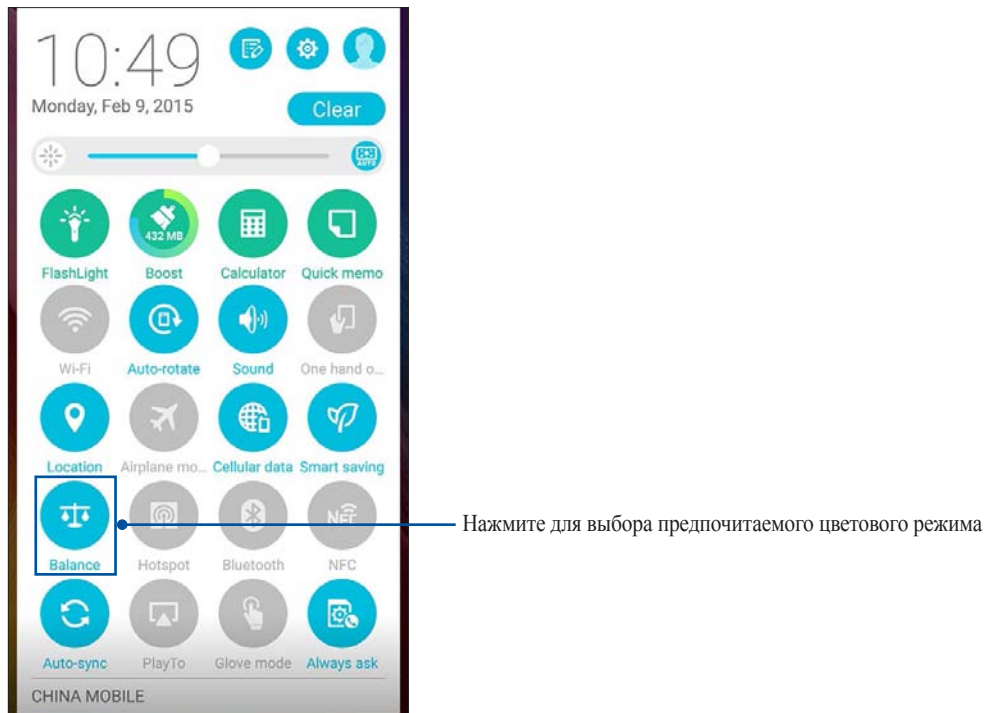 10:49
Monday, Feb 9, 2015
Clear
AUTO
432 MB
FlashLight Boost Calculator Quick memo
Wi-Fi Auto-rotate Sound One hand o...
Location Airplane mo... Cellular data Smart saving
NFC
Нажмите для выбора предпочитаемого цветового режима
Balance Hotspot Bluetooth NFC
Auto-sync PlayTo Glove mode Always ask
CHINA MOBILE